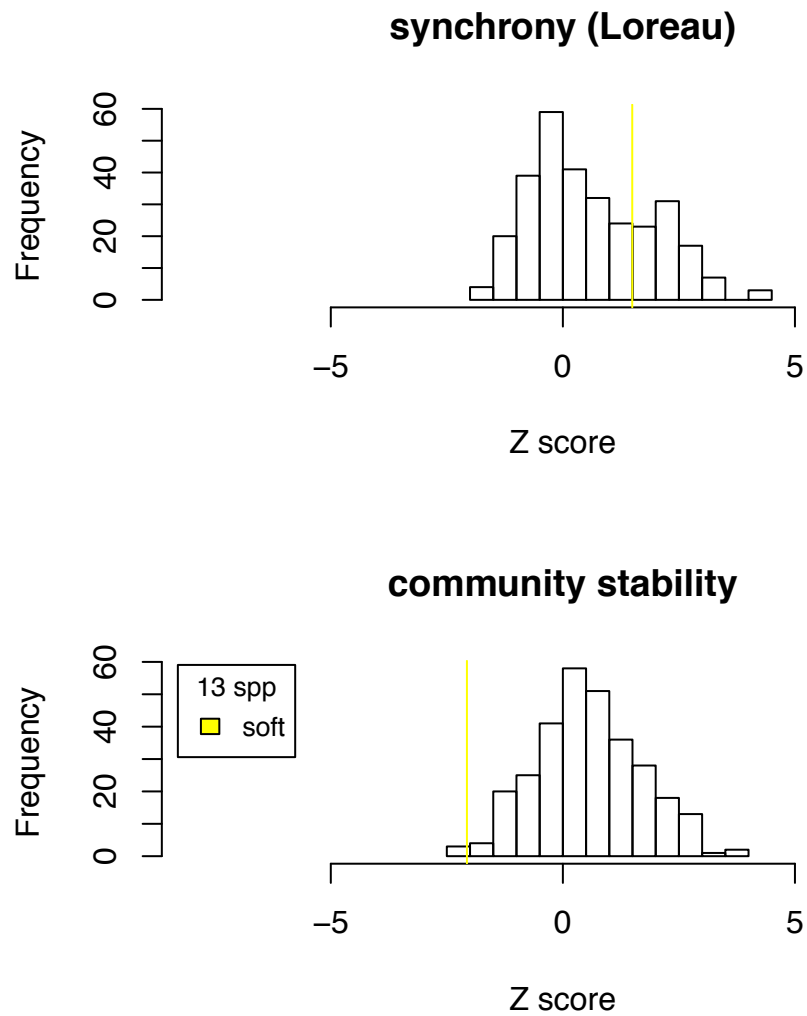 synchrony (Loreau)
Frequency
0 20 40 60
−5 0 5
Z score
community stability
Frequency
0 20 40 60
13 spp
soft
−5 0 5
Z score